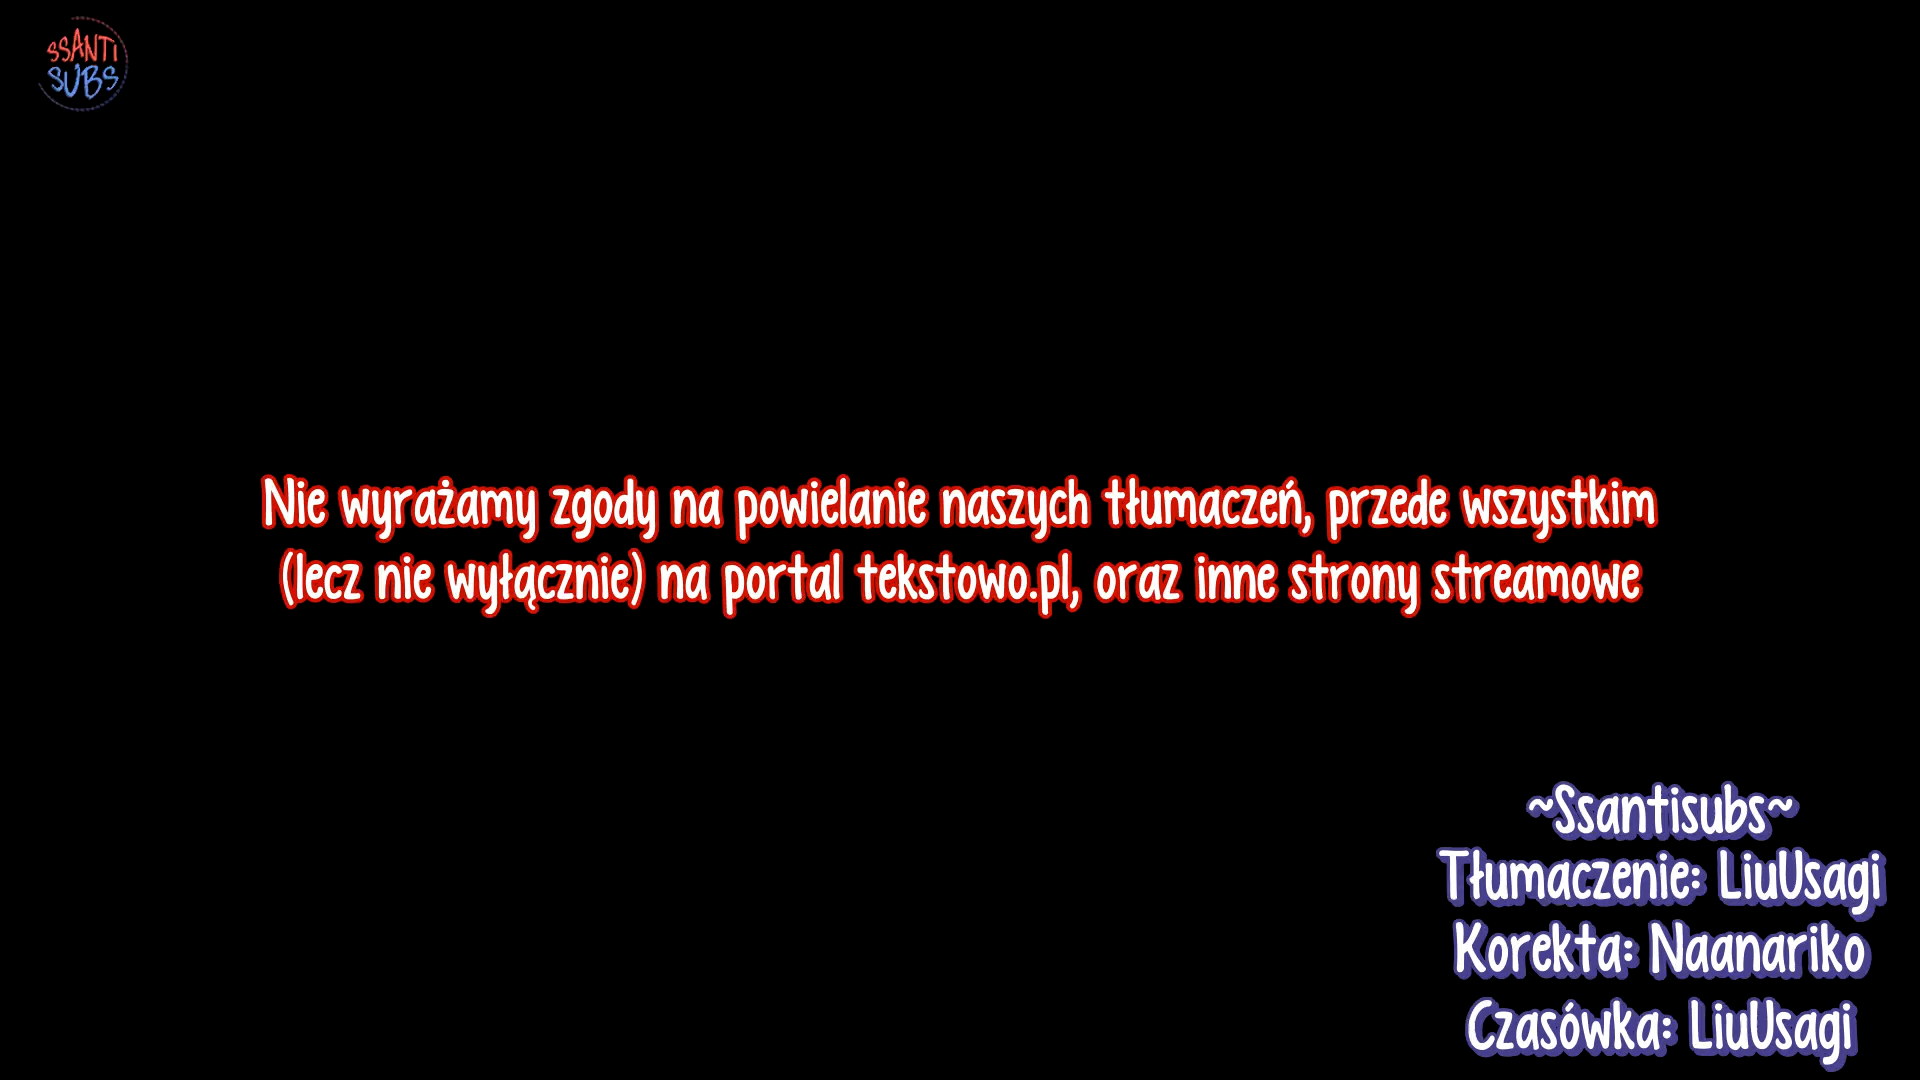 SSANTI
SUBS
Nie wyrażamy zgody na powielanie naszych tłumaczeń, przede wszystkim
(lecz nie wyłącznie) na portal tekstowo.pl, oraz inne strony streamowe
~Ssantisubs~
Tłumaczenie: LiuUsagi
Korekta: Naanariko
Czasówka: LiuUsagi